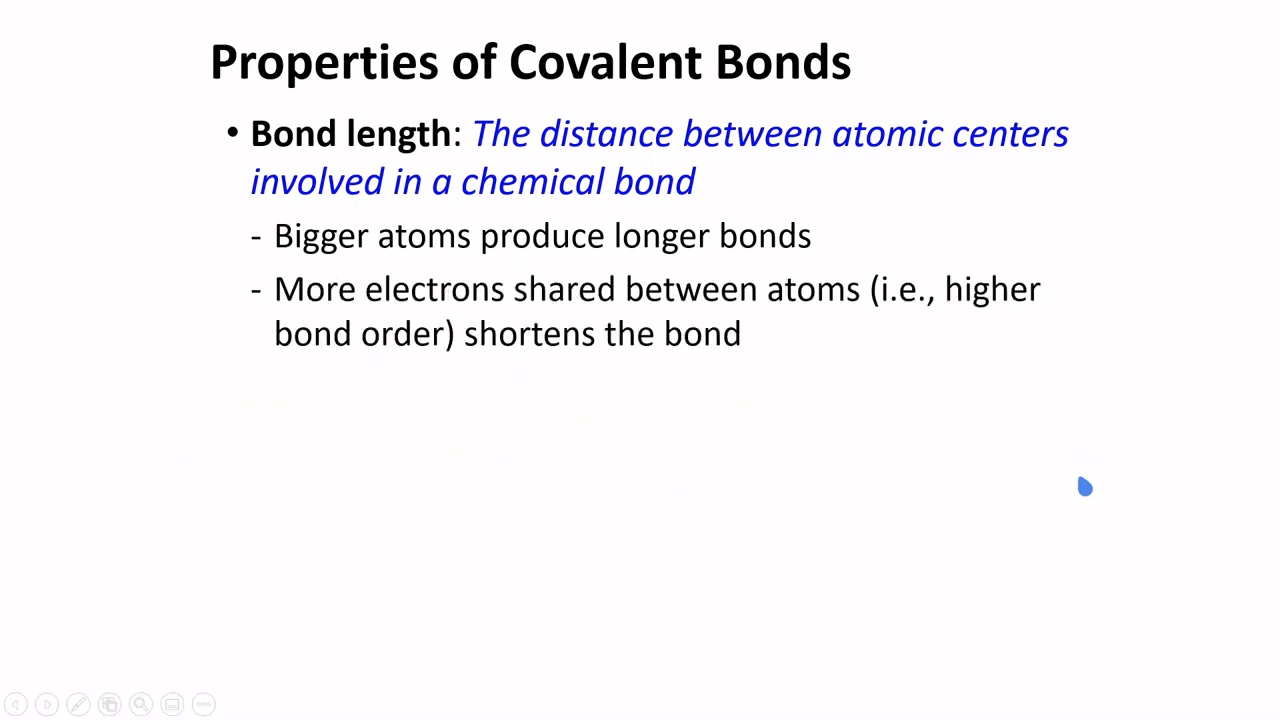 Properties of Covalent Bonds
• Bond length: The distance between atomic centers
involved in a chemical bond
- Bigger atoms produce longer bonds
- More electrons shared between atoms (i.e., higher
bond order) shortens the bond